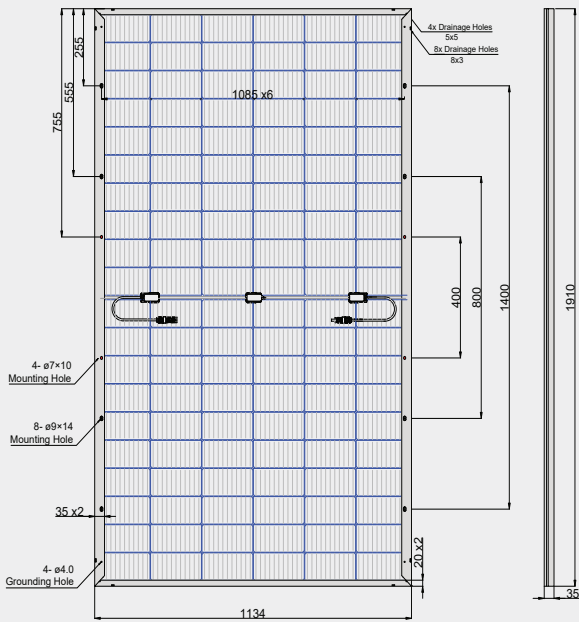 4x Drainage Holes
5x5
8x Drainage Holes
8x3
255
555
755
1085 x6
400
800
1400
1910
4- ø7×10
Mounting Hole
8- ø9×14
Mounting Hole
35 x2
20 x2
4- ø4.0
Grounding Hole
1134
35